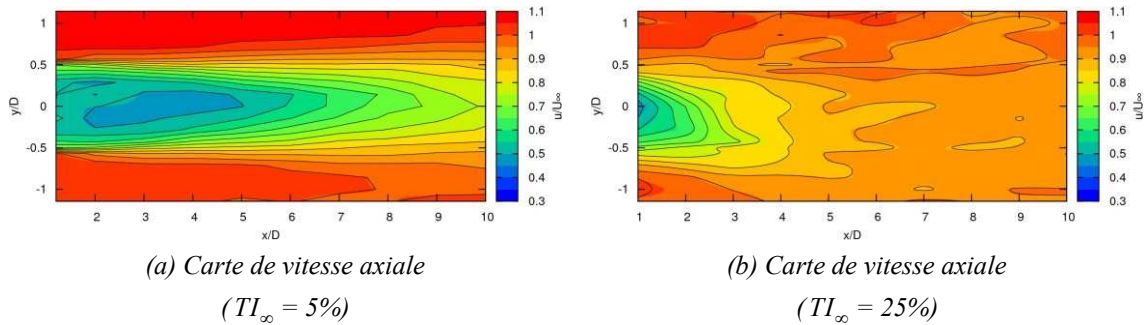 1
0.5
0
-0.5
-1
y/D
2 3 4 5 6 7 8 9 10
x/D
1.1
1
0.9
0.8
0.7
0.6
0.5
0.4
0.3
u/U∞
(a) Carte de vitesse axiale
(TI∞ = 5%)
1
0.5
0
-0.5
-1
y/D
1 2 3 4 5 6 7 8 9 10
x/D
1.1
1
0.9
0.8
0.7
0.6
0.5
0.4
0.3
u/U∞
(b) Carte de vitesse axiale
(TI∞ = 25%)